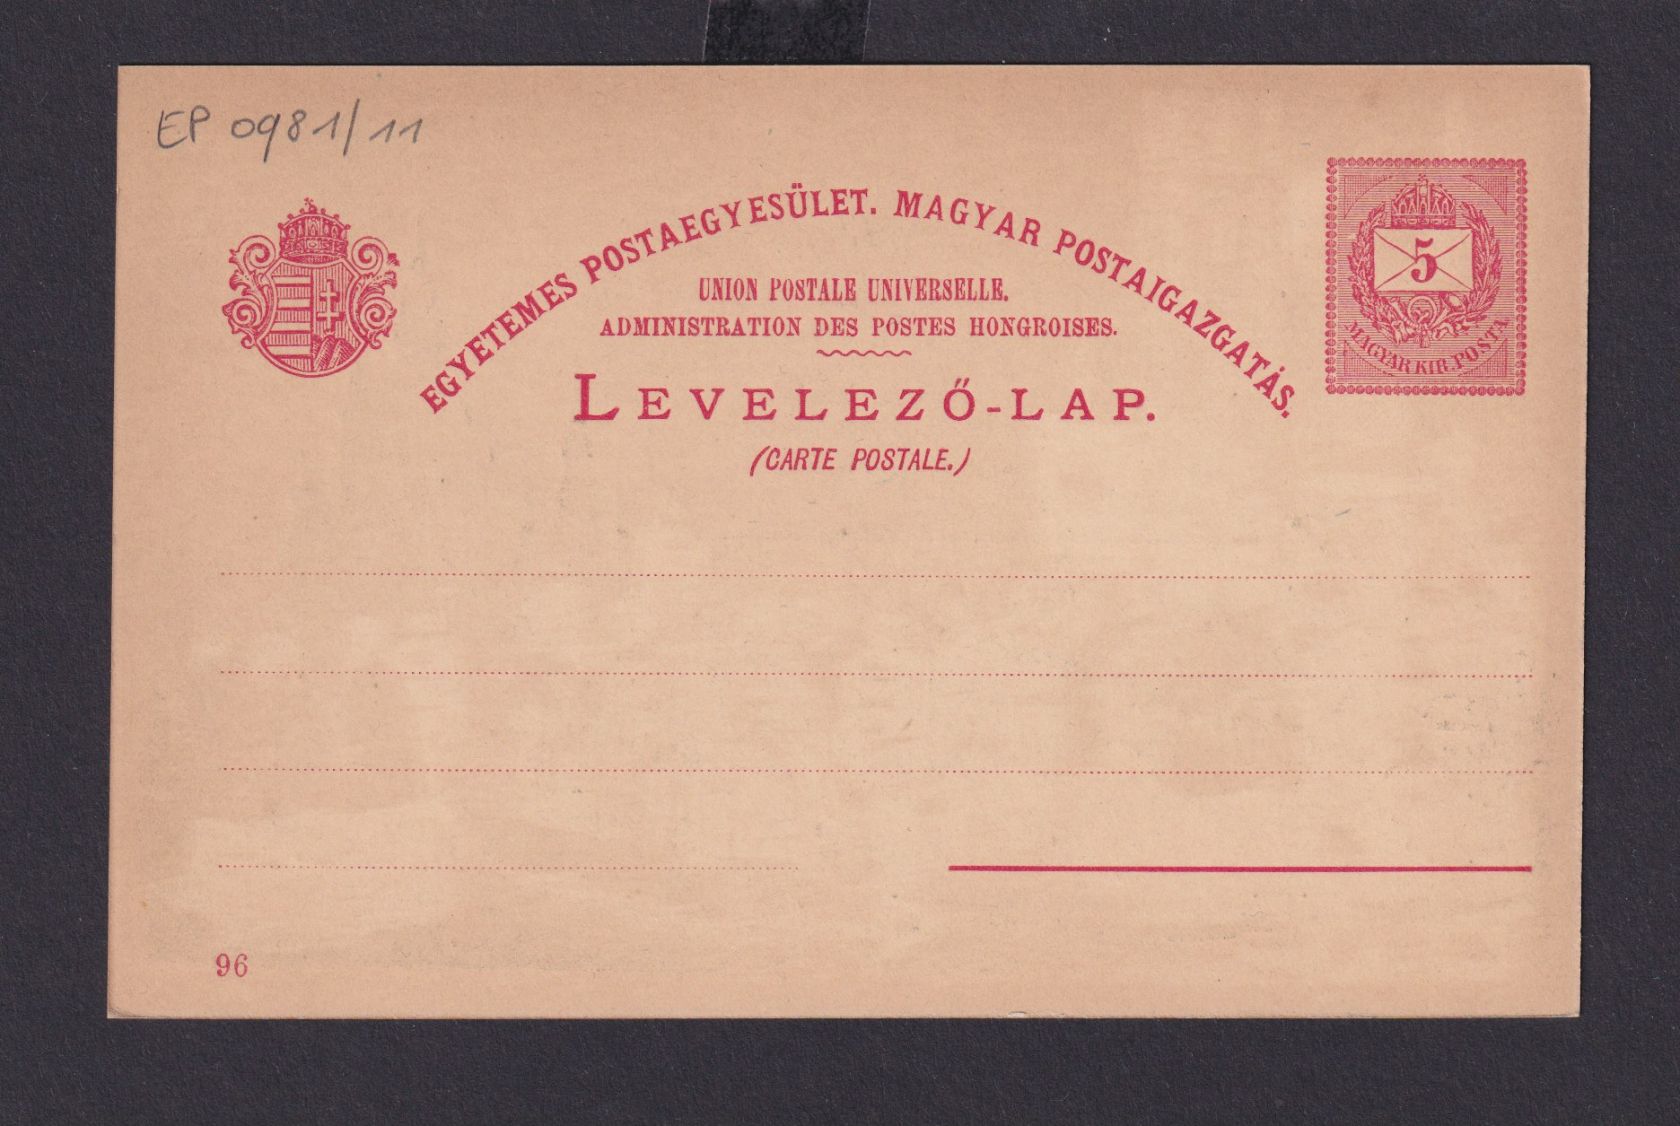 EP 0981/11
EGYETEMES POSTAEGYESÜLET. MAGYAR POSTAIGAZGATÁS.
UNION POSTALE UNIVERSELLE.
ADMINISTRATION DES POSTES HONGROISES.
LEVELEZŐ-LAP.
(CARTE POSTALE.)
5
MAGYAR KIR. POSTA
96